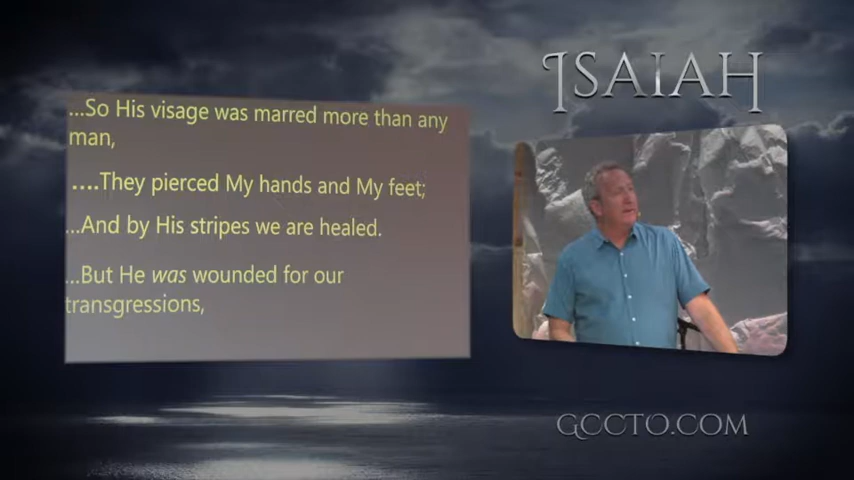 ISAIAH
...So His visage was marred more than any
man,
....They pierced My hands and My feet;
...And by His stripes we are healed.
...But He was wounded for our
transgressions,
GCCTO.COM